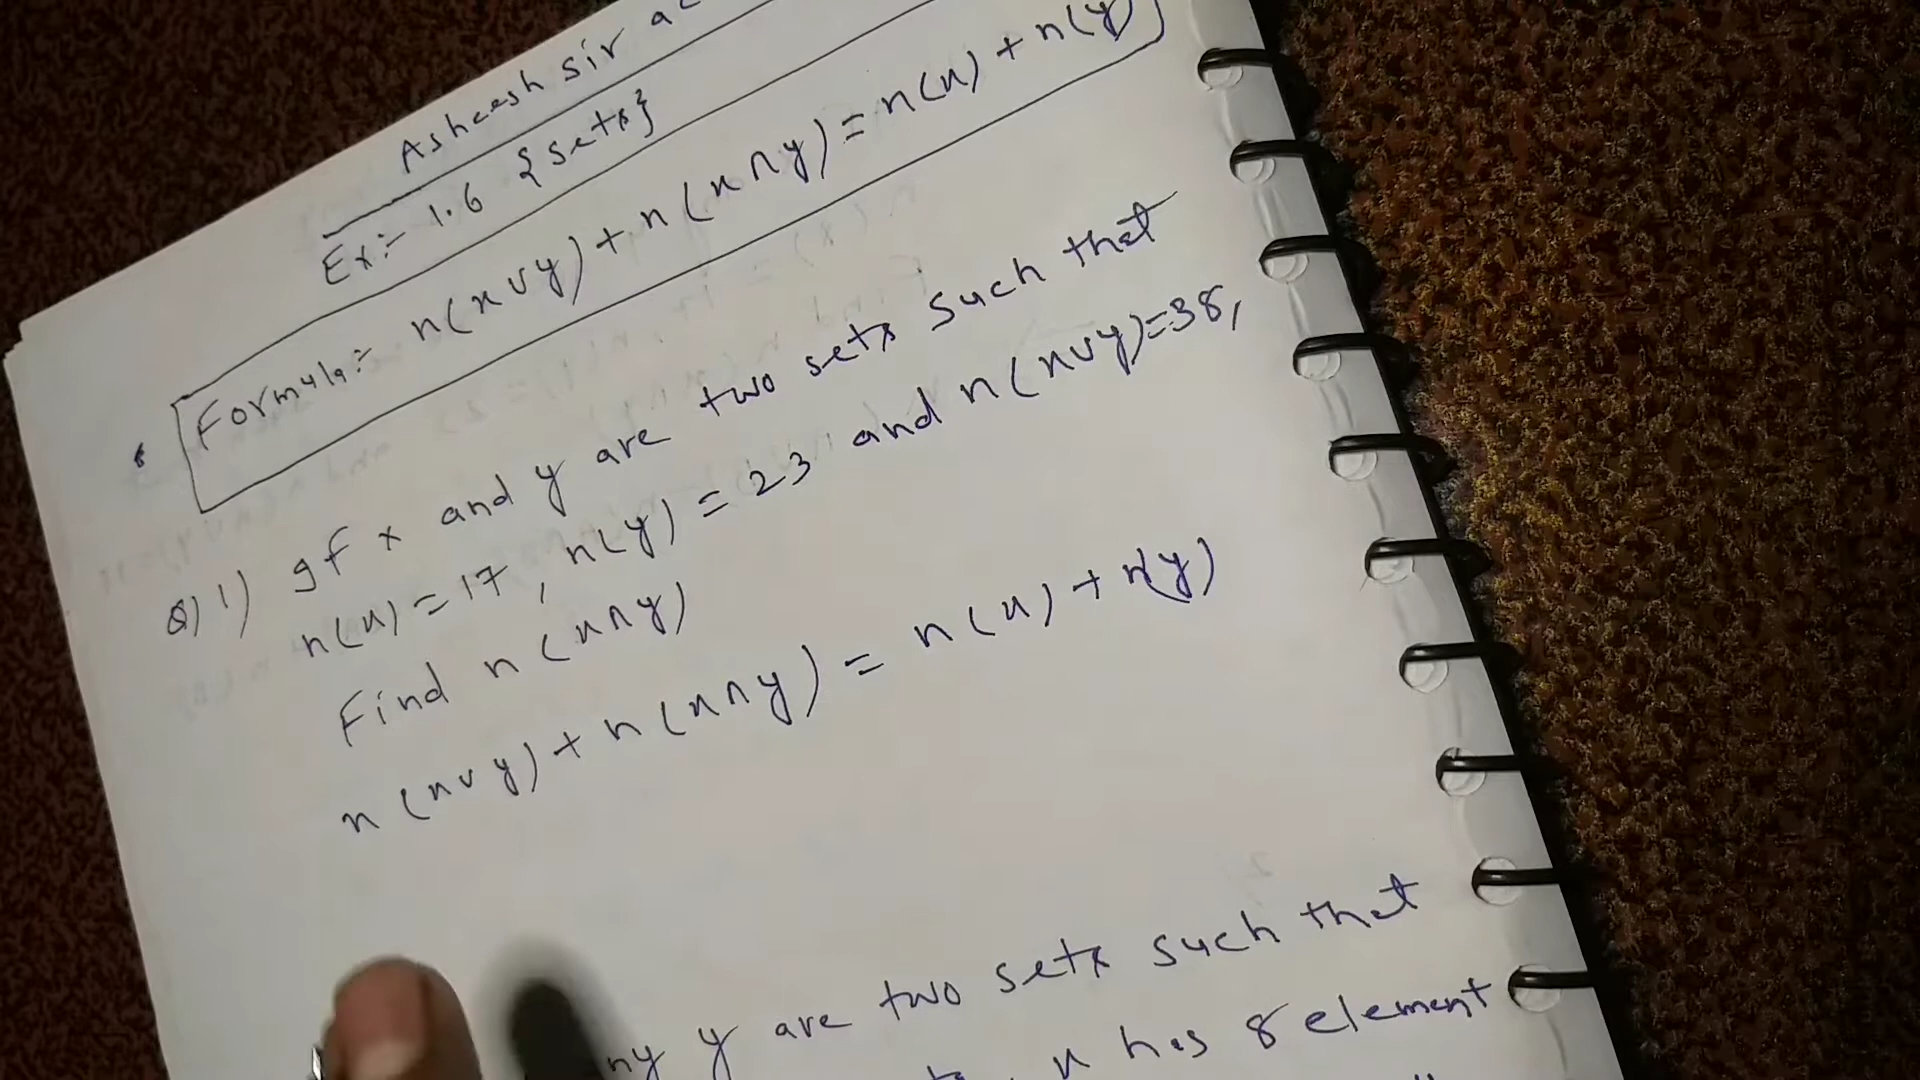 Asheesh sir
Ex:- 1.6 {sets}
Formula:- n(x∪y) + n(x∩y) = n(x) + n(y)
Q) 1) If x and y are two sets such that
n(x) = 17, n(y) = 23 and n(x∪y) = 38,
Find n(x∩y)
n(x∪y) + n(x∩y) = n(x) + n(y)
y are two sets such that
x has 8 element